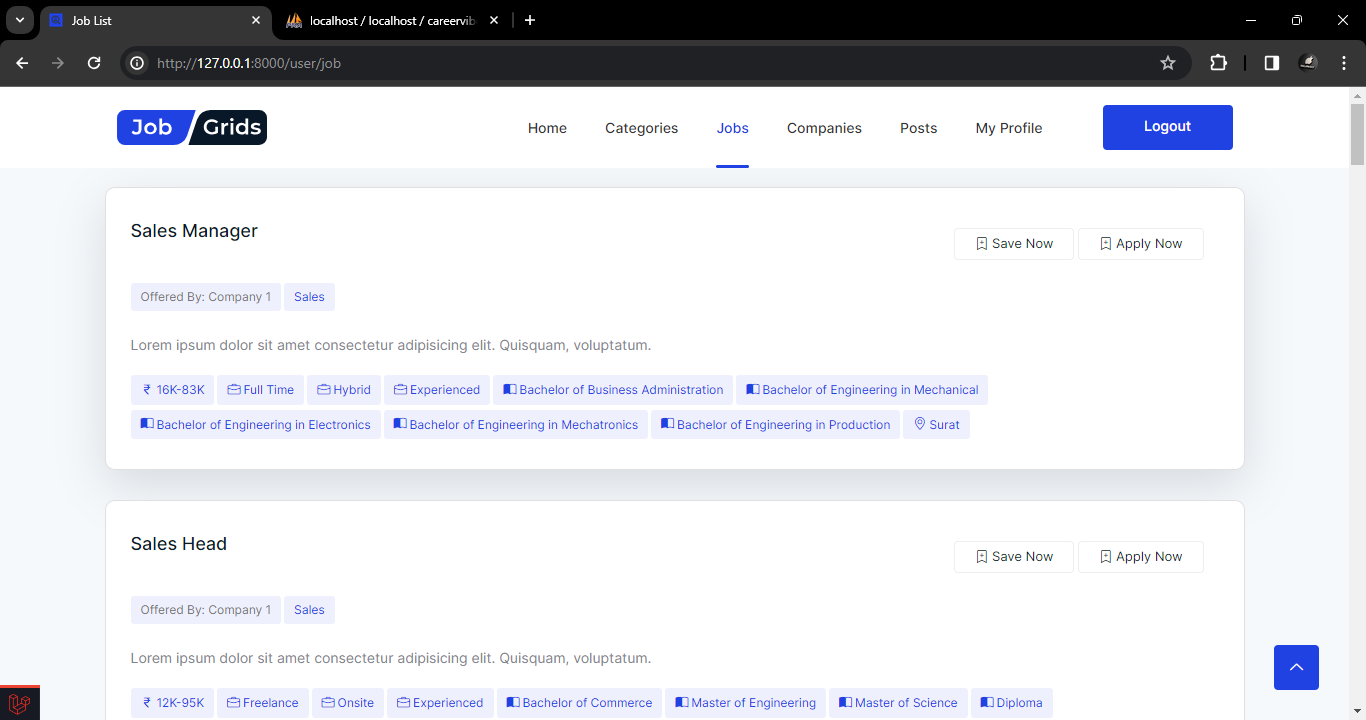 Job List
localhost / localhost / careervib
http://127.0.0.1:8000/user/job
Job Grids
Home Categories Jobs Companies Posts My Profile Logout
Sales Manager
Save Now Apply Now
Offered By: Company 1 Sales
Lorem ipsum dolor sit amet consectetur adipisicing elit. Quisquam, voluptatum.
₹ 16K-83K Full Time Hybrid Experienced Bachelor of Business Administration Bachelor of Engineering in Mechanical
Bachelor of Engineering in Electronics Bachelor of Engineering in Mechatronics Bachelor of Engineering in Production Surat
Sales Head
Save Now Apply Now
Offered By: Company 1 Sales
Lorem ipsum dolor sit amet consectetur adipisicing elit. Quisquam, voluptatum.
₹ 12K-95K Freelance Onsite Experienced Bachelor of Commerce Master of Engineering Master of Science Diploma